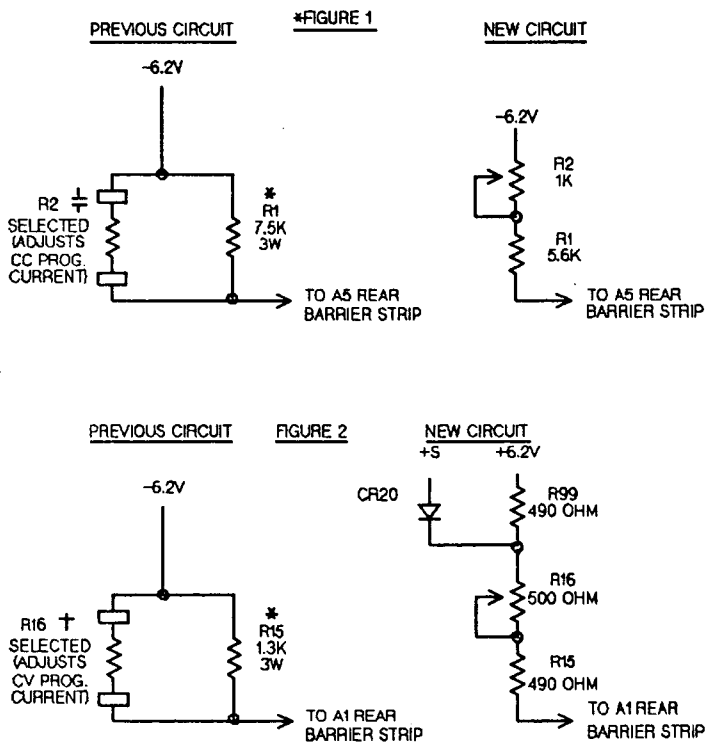 *FIGURE 1
PREVIOUS CIRCUIT
NEW CIRCUIT
-6.2V
R2 ‡
SELECTED
(ADJUSTS
CC PROG.
CURRENT)
*
R1
7.5K
3W
TO A5 REAR
BARRIER STRIP
-6.2V
R2
1K
R1
5.6K
TO A5 REAR
BARRIER STRIP
PREVIOUS CIRCUIT
FIGURE 2
NEW CIRCUIT
-6.2V
R16 †
SELECTED
(ADJUSTS
CV PROG.
CURRENT)
*
R15
1.3K
3W
TO A1 REAR
BARRIER STRIP
+S
+6.2V
CR20
R99
490 OHM
R16
500 OHM
R15
490 OHM
TO A1 REAR
BARRIER STRIP